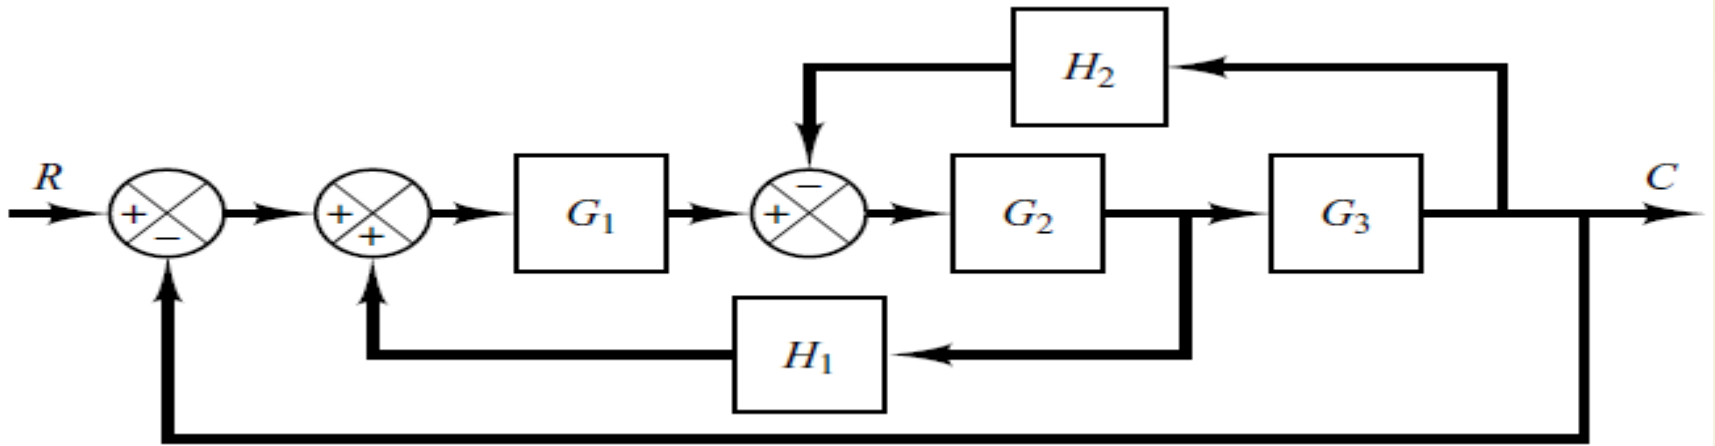 H₂
R + − + + G₁ + − G₂ G₃ C
H₁